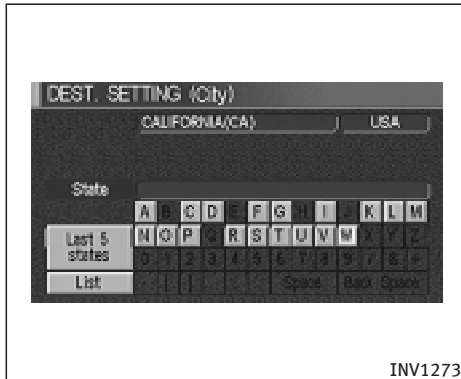 DEST. SETTING (City)
CALIFORNIA(CA) USA
State
A B C D E F G H I J K L M
Last 5 states
N O P Q R S T U V W X Y Z
0 1 2 3 4 5 6 7 8 9 / & +
List
- Space Back Space
INV1273